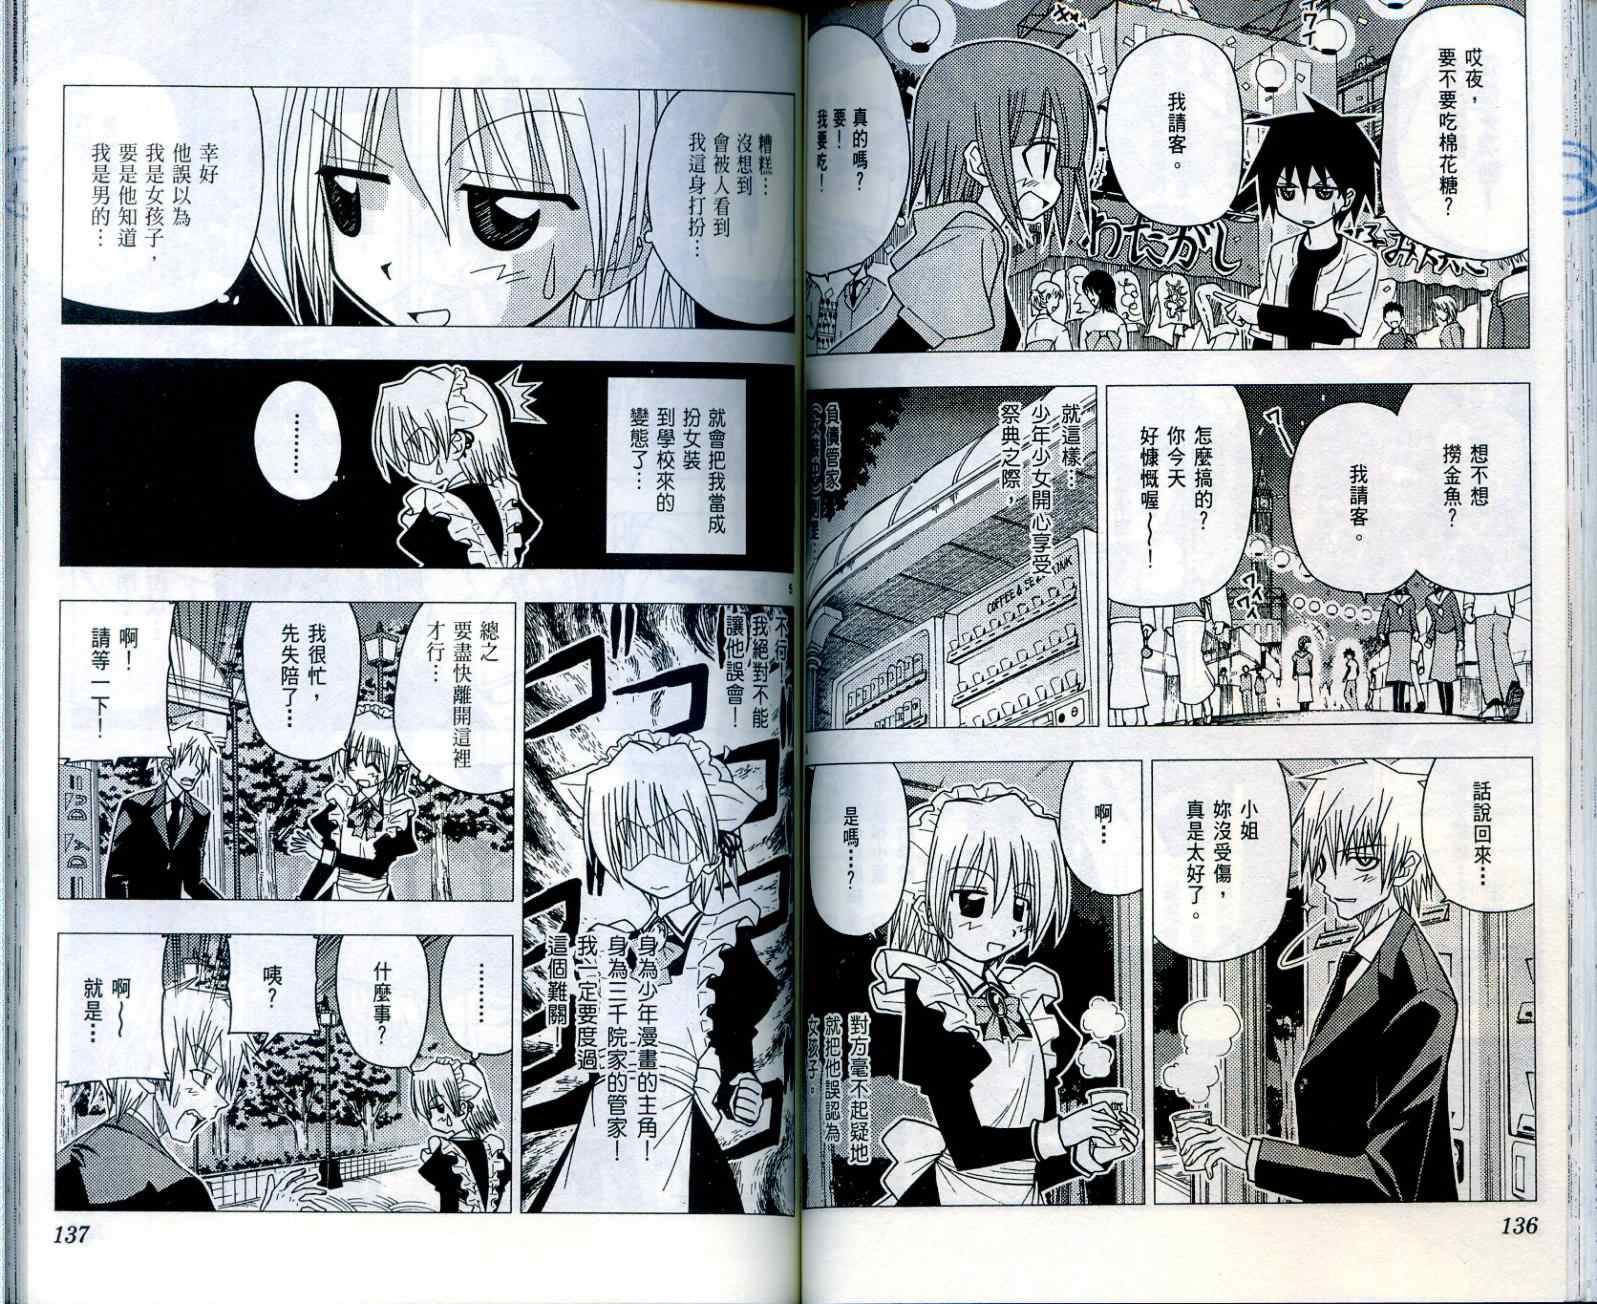 哎夜，
要不要吃棉花糖？
我請客。
真的嗎？
要！
我要吃！
わたがし
想不想
撈金魚？
我請客。
怎麼搞的？
你今天
好慷慨喔～！
ワイ
ワイワイ
就這樣…
少年少女開心享受
祭典之際，
負債管家
COFFEE & SE
話說回來…
小姐
妳沒受傷，
真是太好了。
啊…
是嗎……？
對方毫不起疑地
就把他誤認為
女孩子。
136
糟糕…
沒想到
會被人看到
我這身打扮…
幸好
他誤以為
我是女孩子，
要是他知道
我是男的…
就會把我當成
扮女裝
到學校來的
變態了…
………
不行！
我絕對不能
讓他誤會！
身為少年漫畫的主角！
身為三千院家的管家！
我一定要度過
這個難關！
總之
要盡快離開這裡
才行…
我很忙，
先失陪了…
啊！
請等一下！
………
什麼事？
咦？
啊～
就是…
137